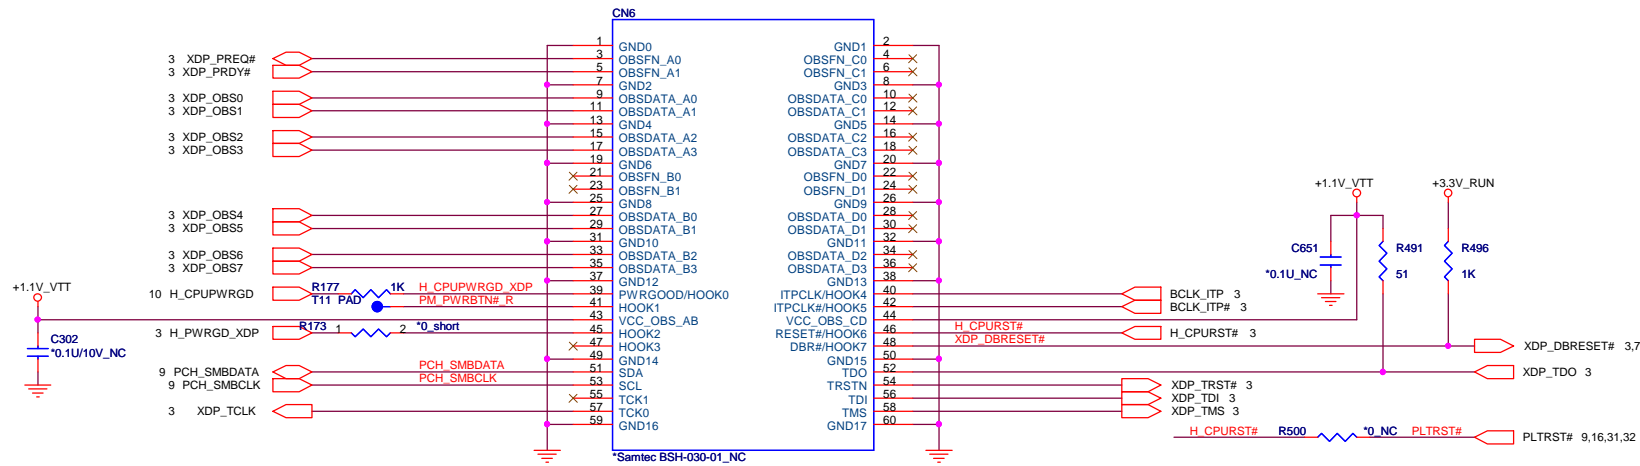 CN6
1 GND0 GND1 2
3 XDP_PREQ# 3 OBSFN_A0 OBSFN_C0 4
3 XDP_PRDY# 5 OBSFN_A1 OBSFN_C1 6
7 GND2 GND3 8
3 XDP_OBS0 9 OBSDATA_A0 OBSDATA_C0 10
3 XDP_OBS1 11 OBSDATA_A1 OBSDATA_C1 12
13 GND4 GND5 14
3 XDP_OBS2 15 OBSDATA_A2 OBSDATA_C2 16
3 XDP_OBS3 17 OBSDATA_A3 OBSDATA_C3 18
19 GND6 GND7 20
21 OBSFN_B0 OBSFN_D0 22
23 OBSFN_B1 OBSFN_D1 24
+1.1V_VTT +3.3V_RUN
25 GND8 GND9 26
3 XDP_OBS4 27 OBSDATA_B0 OBSDATA_D0 28
3 XDP_OBS5 29 OBSDATA_B1 OBSDATA_D1 30
31 GND10 GND11 32
3 XDP_OBS6 33 OBSDATA_B2 OBSDATA_D2 34
C651 R491 R496
3 XDP_OBS7 35 OBSDATA_B3 OBSDATA_D3 36
*0.1U_NC 51 1K
37 GND12 GND13 38
+1.1V_VTT
10 H_CPUPWRGD R177 1K H_CPUPWRGD_XDP 39 PWRGOOD/HOOK0 ITPCLK/HOOK4 40 BCLK_ITP 3
T11 PAD PM_PWRBTN#_R 41 HOOK1 ITPCLK#/HOOK5 42 BCLK_ITP# 3
43 VCC_OBS_AB VCC_OBS_CD 44
3 H_PWRGD_XDP R173 1 2 *0_short 45 HOOK2 RESET#/HOOK6 46 H_CPURST# H_CPURST# 3
C302
*0.1U/10V_NC
47 HOOK3 DBR#/HOOK7 48 XDP_DBRESET# XDP_DBRESET# 3,7
49 GND14 GND15 50
9 PCH_SMBDATA PCH_SMBDATA 51 SDA TDO 52 XDP_TDO 3
9 PCH_SMBCLK PCH_SMBCLK 53 SCL TRSTN 54 XDP_TRST# 3
55 TCK1 TDI 56 XDP_TDI 3
3 XDP_TCLK 57 TCK0 TMS 58 XDP_TMS 3
59 GND16 GND17 60
H_CPURST# R500 *0_NC PLTRST# PLTRST# 9,16,31,32
*Samtec BSH-030-01_NC